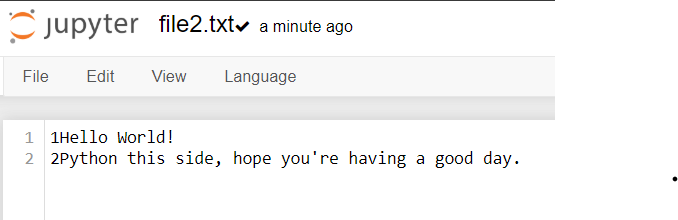 jupyter file2.txt✔ a minute ago
File Edit View Language
1 1Hello World!
2 2Python this side, hope you're having a good day.
.